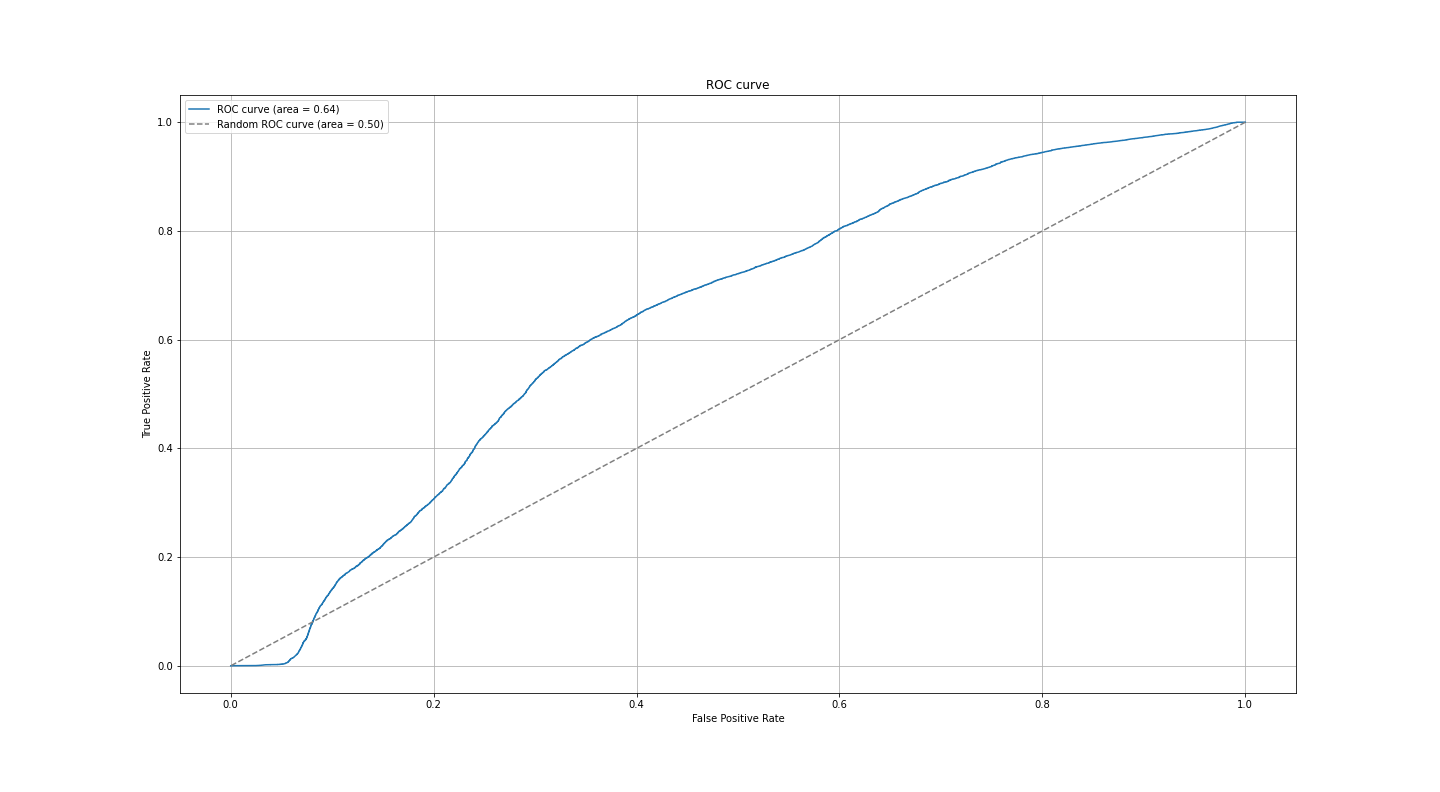 ROC curve
ROC curve (area = 0.64)
Random ROC curve (area = 0.50)
True Positive Rate
1.0
0.8
0.6
0.4
0.2
0.0
0.0
0.2
0.4
0.6
0.8
1.0
False Positive Rate